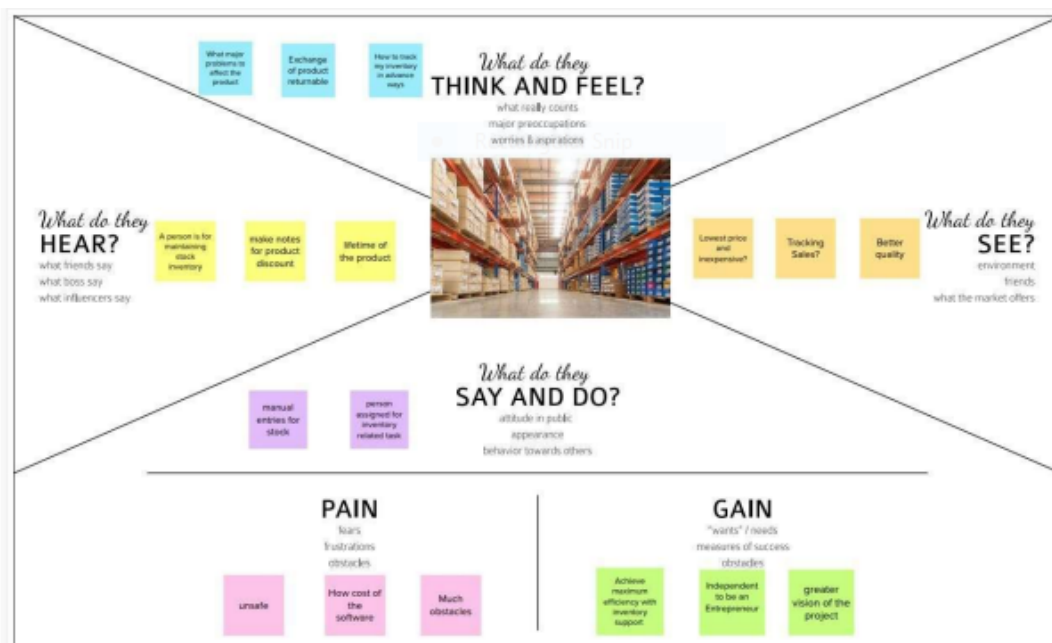 What major
problems to
affect the
product
Exchange
of product
returnable
How to track
my inventory
in advance
ways
What do they
THINK AND FEEL?
what really counts
major preoccupations
worries & aspirations
Snip
What do they
HEAR?
what friends say
what boss say
what influencers say
A person is for
maintaining
stock
inventory
make notes
for product
discount
lifetime of
the product
Lowest price
and
inexpensive?
Tracking
Sales?
Better
quality
What do they
SEE?
environment
friends
what the market offers
What do they
SAY AND DO?
attitude in public
appearance
behavior towards others
manual
entries for
stock
person
assigned for
inventory
related task
PAIN
fears
frustrations
obstacles
unsafe
How cost of
the
software
Much
obstacles
GAIN
"wants" / needs
measures of success
obstacles
Achieve
maximum
efficiency with
inventory
support
Independent
to be an
Entrepreneur
greater
vision of the
project